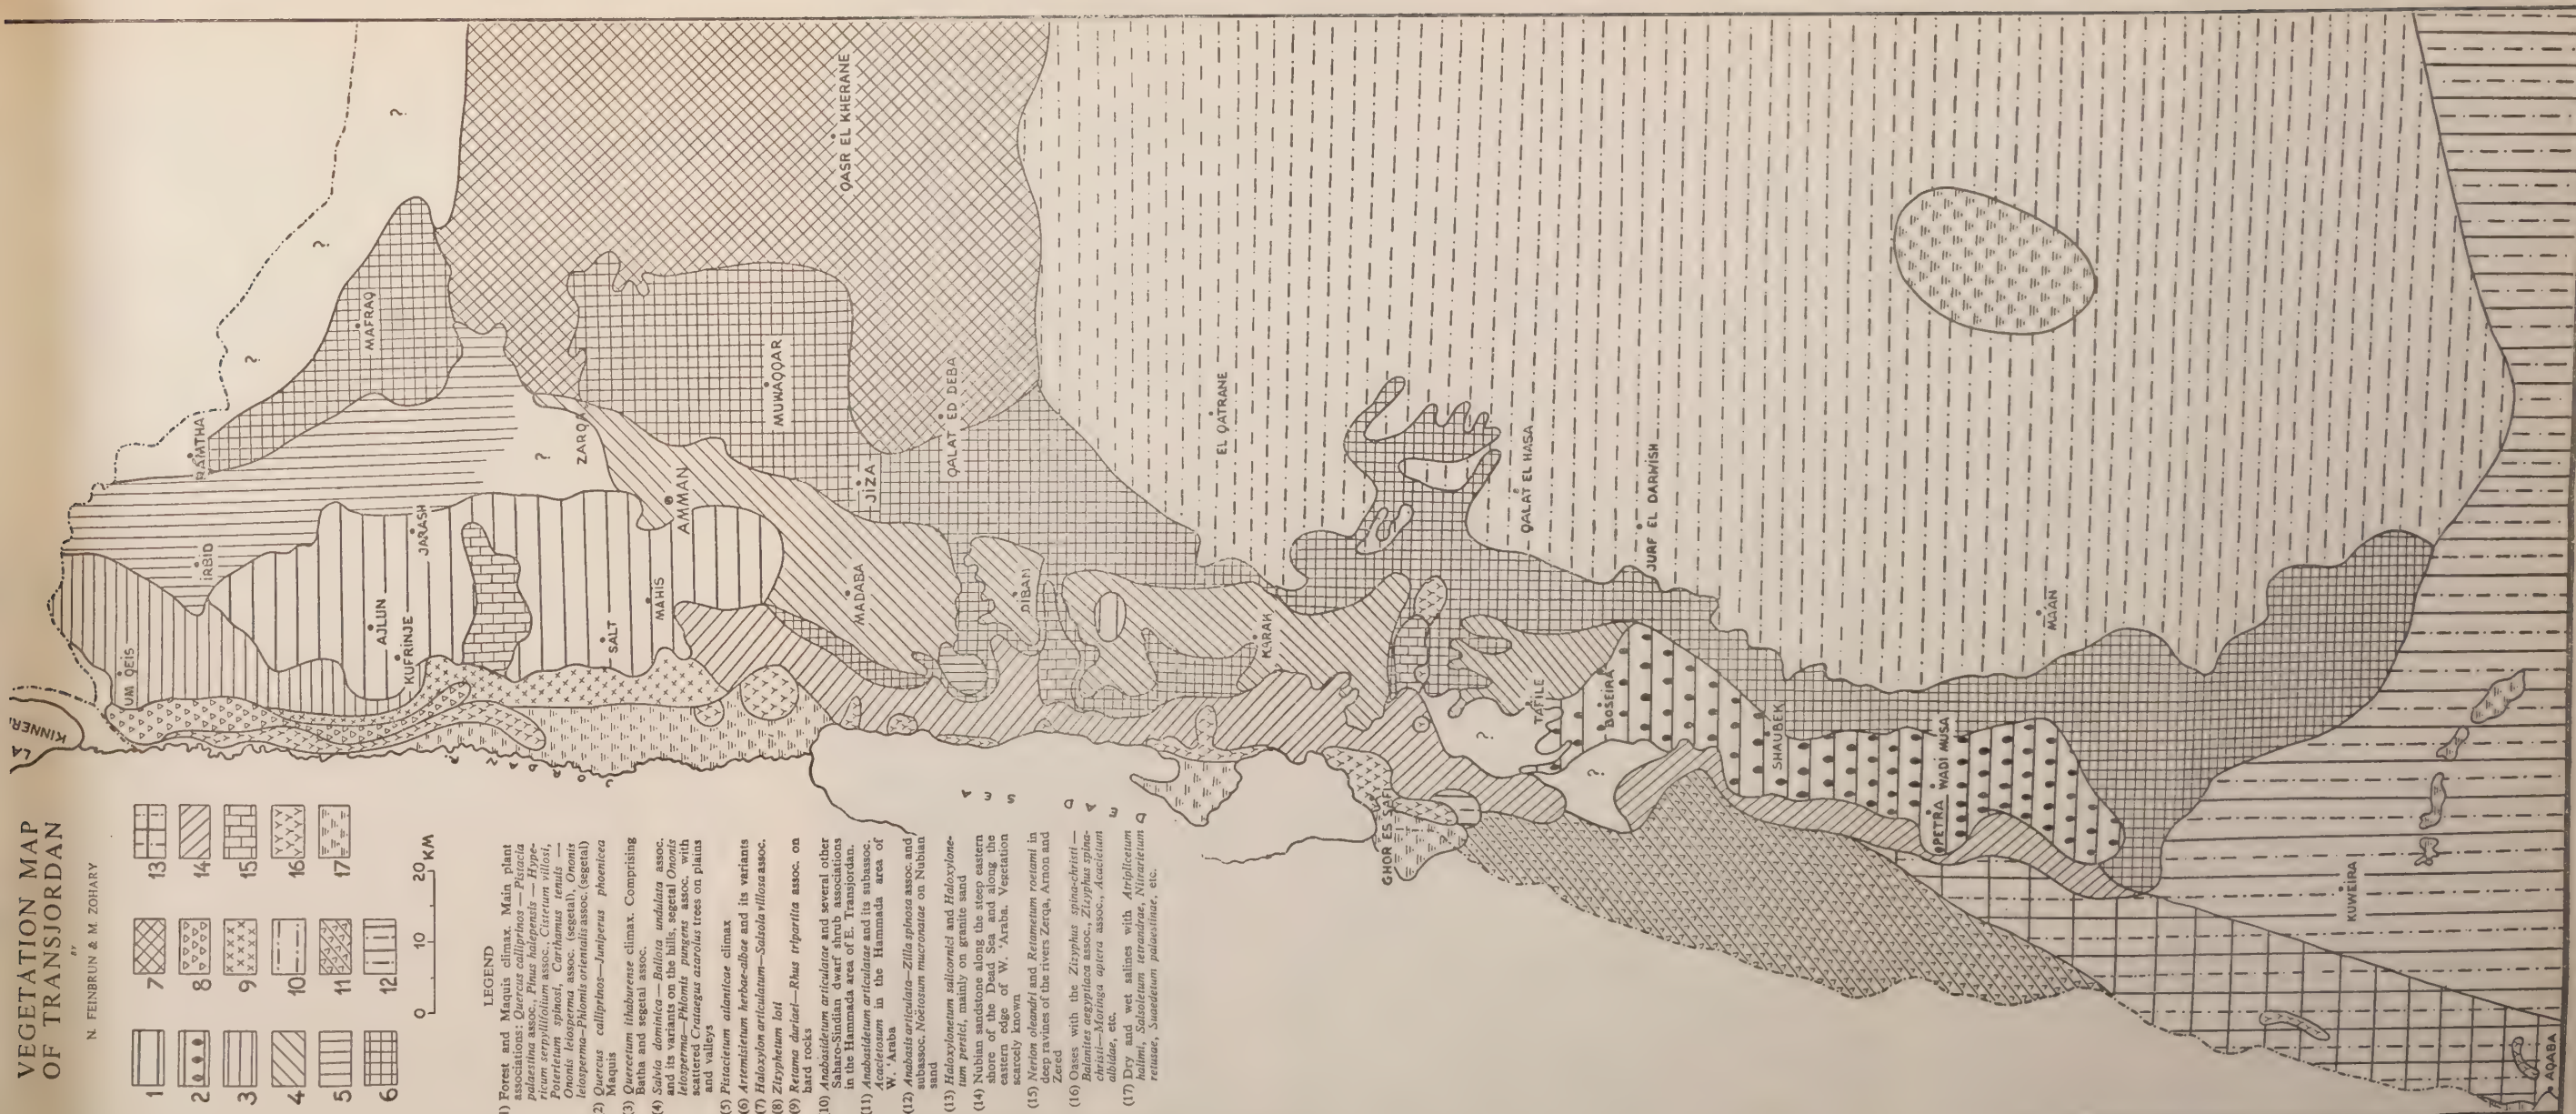 VEGETATION MAP
OF TRANSJORDAN
BY
N. FEINBRUN & M. ZOHARY
1
2
3
4
5
6
7
8
9
10
11
12
13
14
15
16
17
0 10 20 KM
LEGEND
1) Forest and Maquis climax. Main plant
associations: Quercus calliprinos—Pistacia
palaestina assoc., Pinus halepensis — Hype-
ricum serpyllifolium assoc., Cistetum villosi,
Poterietum spinosi, Carthamus tenuis —
Ononis leiosperma assoc. (segetal), Ononis
leiosperma—Phlomis orientalis assoc. (segetal)
2) Quercus calliprinos—Juniperus phoenicea
Maquis
(3) Quercetum ithaburense climax. Comprising
Batha and segetal assoc.
(4) Salvia dominica—Ballota undulata assoc.
and its variants on the hills, segetal Ononis
leiosperma—Phlomis pungens assoc. with
scattered Crataegus azarolus trees on plains
and valleys
(5) Pistacietum atlanticae climax
(6) Artemisietum herbae-albae and its variants
(7) Haloxylon articulatum—Salsola villosa assoc.
(8) Zizyphetum loti
(9) Retama duriaei—Rhus tripartita assoc. on
hard rocks
(10) Anabasidetum articulatae and several other
Saharo-Sindian dwarf shrub associations
in the Hammada area of E. Transjordan.
(11) Anabasidetum articulatae and its subassoc.
Acacietosum in the Hammada area of
W. 'Araba
(12) Anabasis articulata—Zilla spinosa assoc. and
subassoc. Noëtosum mucronatae on Nubian
sand
(13) Haloxylonetum salicornici and Haloxylone-
tum persici, mainly on granite sand
(14) Nubian sandstone along the steep eastern
shore of the Dead Sea and along the
eastern edge of W. 'Araba. Vegetation
scarcely known
(15) Nerion oleandri and Retametum roetami in
deep ravines of the rivers Zerqa, Arnon and
Zered
(16) Oases with the Zizyphus spina-christi —
Balanites aegyptiaca assoc., Zizyphus spina-
christi—Moringa aptera assoc., Acacietum
albidae, etc.
(17) Dry and wet salines with Atriplicetum
halimi, Salsoletum tetrandrae, Nitrarietum
retusae, Suaedetum palaestinae, etc.
KINNER
UM QEIS
IRBID
RAMTHA
MAFRAQ
?
?
?
AJLUN
KUFRINJE
JARASH
?
ZARQA
SALT
MAHIS
AMMAN
MUWAQQAR
QASR EL KHERANE
JIZA
MADABA
QALAT ED DEBA
DIBAN
DEAD SEA
EL QATRANE
KARAK
GHOR ES SAFI
QALAT EL HASA
TAFILE
?
?
BOSEIRA
JURF EL DARWISH
SHAUBEK
PETRA
WADI MUSA
MAAN
KUWEIRA
AQABA